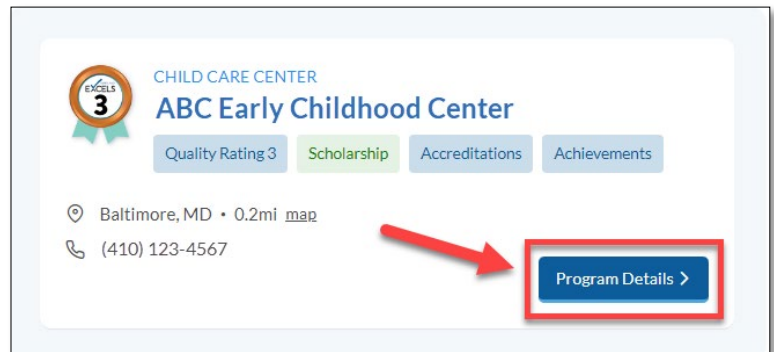 CHILD CARE CENTER
EXCELS
3
ABC Early Childhood Center
Quality Rating 3 Scholarship Accreditations Achievements
Baltimore, MD • 0.2mi map
(410) 123-4567
Program Details >